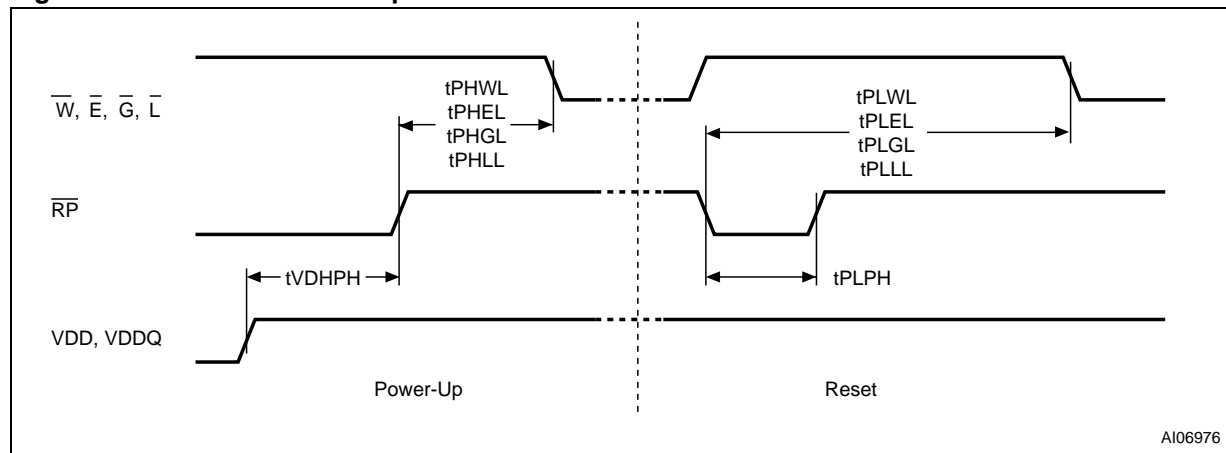 W, E, G, L
tPHWL
tPHEL
tPHGL
tPHLL
tPLWL
tPLEL
tPLGL
tPLLL
RP
tVDHPH
tPLPH
VDD, VDDQ
Power-Up
Reset
AI06976